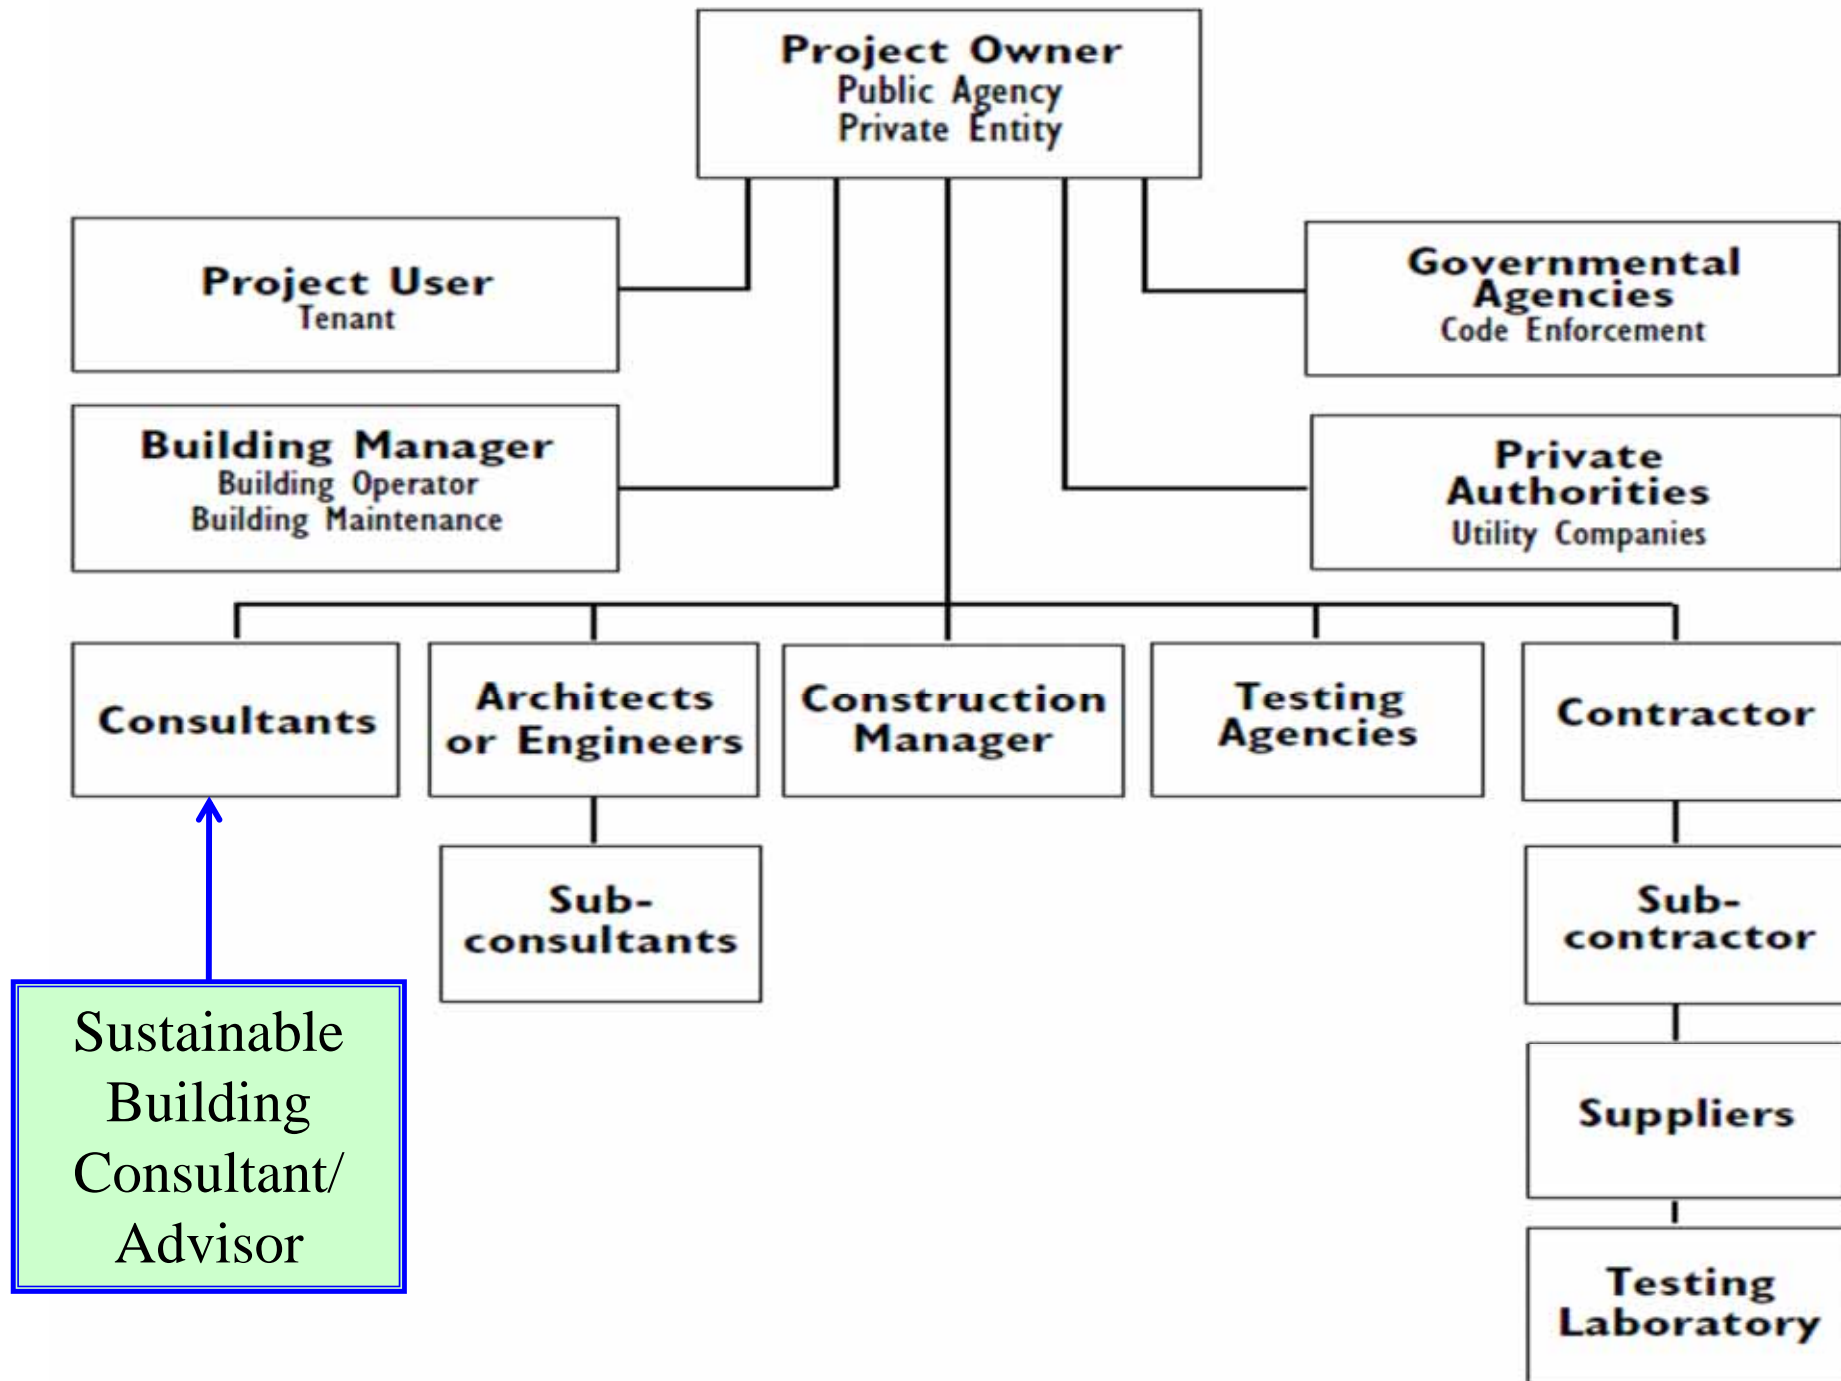 Project Owner
Public Agency
Private Entity
Project User
Tenant
Governmental
Agencies
Code Enforcement
Building Manager
Building Operator
Building Maintenance
Private
Authorities
Utility Companies
Consultants
Architects
or Engineers
Construction
Manager
Testing
Agencies
Contractor
Sub-
consultants
Sub-
contractor
Sustainable
Building
Consultant/
Advisor
Suppliers
Testing
Laboratory